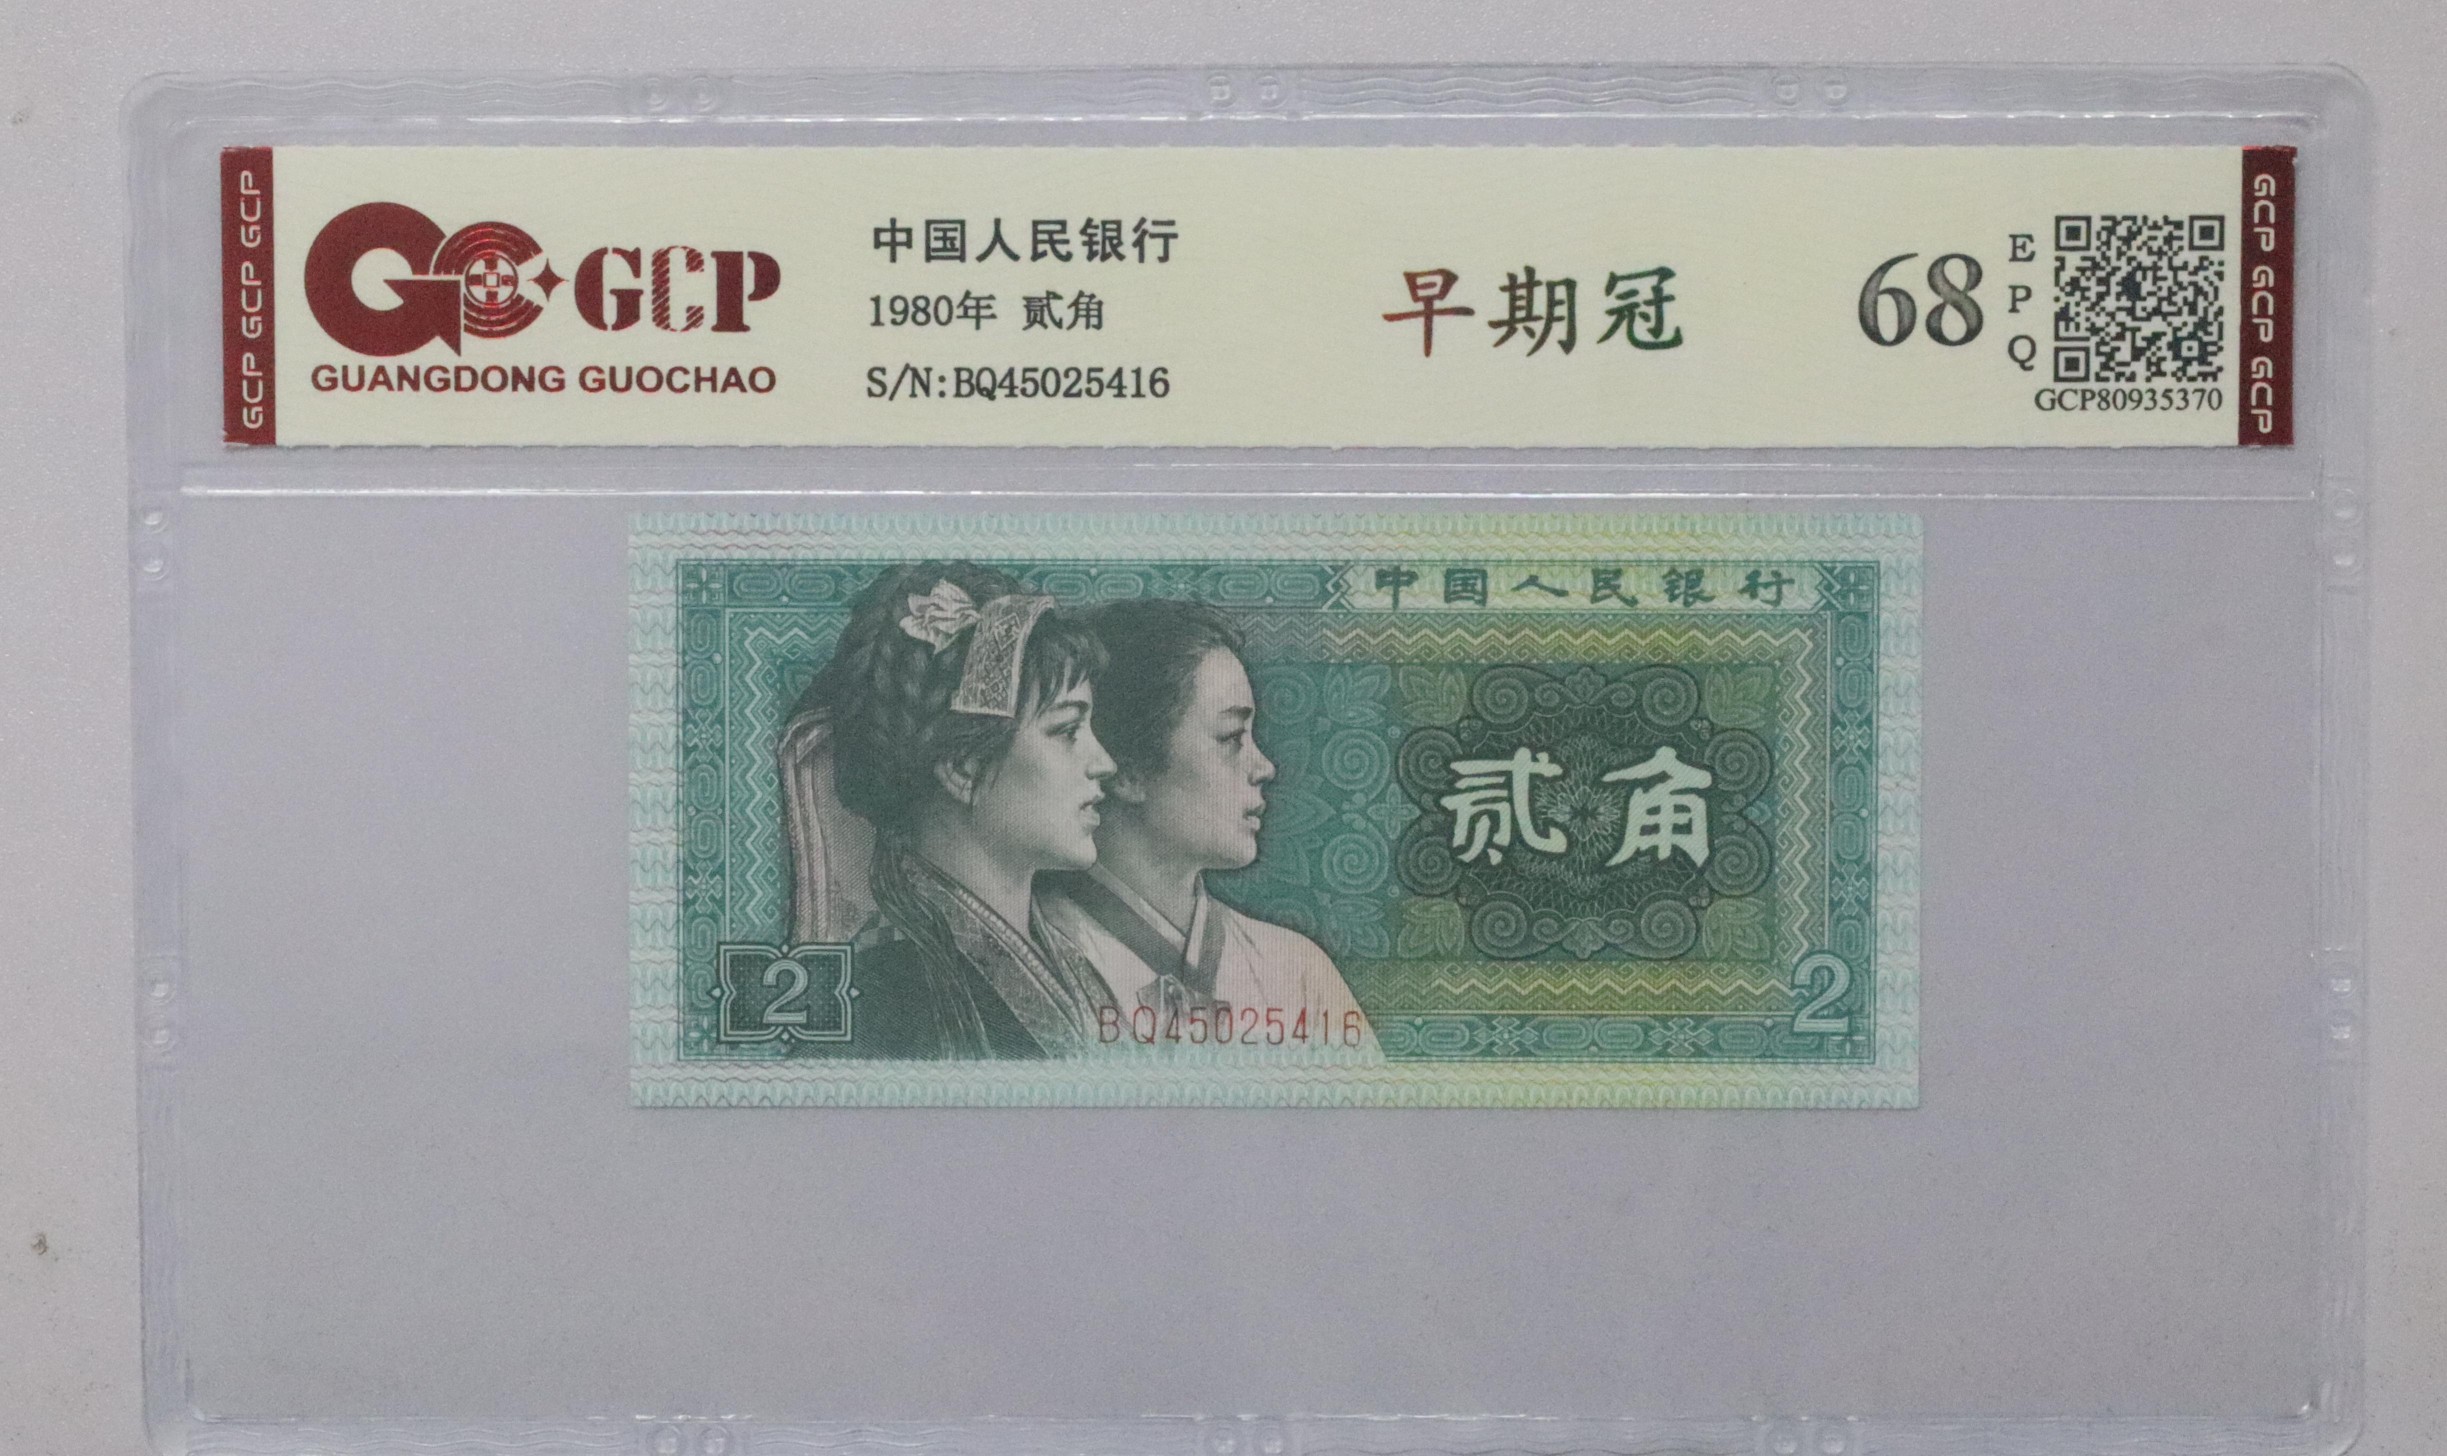 GCP GCP GCP GCP
GCP
GUANGDONG GUOCHAO
中国人民银行
1980年 贰角
S/N:BQ45025416
早期冠
68
E
P
Q
GCP80935370
GCP GCP GCP GCP
中国人民银行
贰角
2
BQ45025416
2